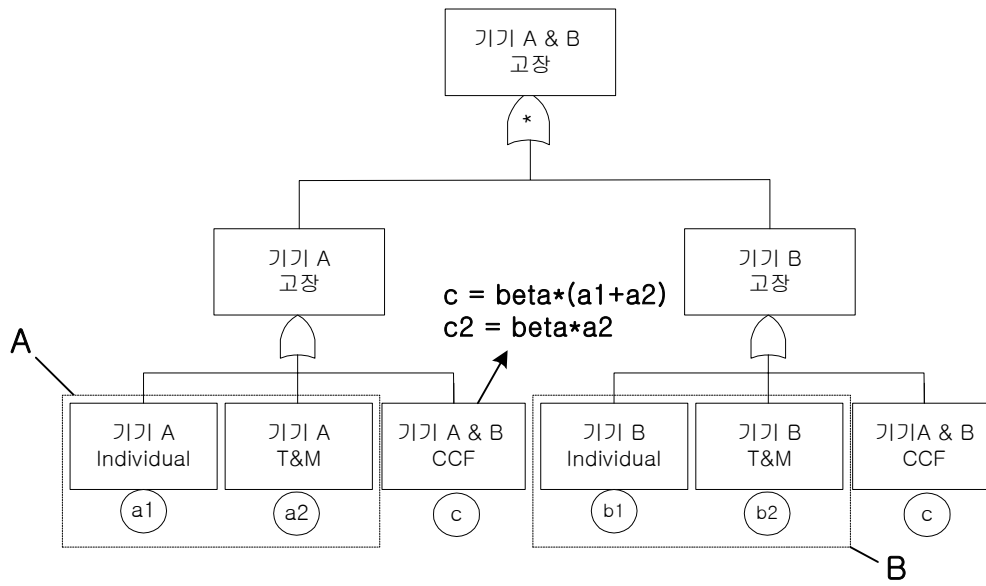 기기 A & B
고장
*
기기 A
고장
기기 B
고장
c = beta*(a1+a2)
c2 = beta*a2
A
기기 A
Individual
기기 A
T&M
기기 A & B
CCF
기기 B
Individual
기기 B
T&M
기기A & B
CCF
a1
a2
c
b1
b2
c
B